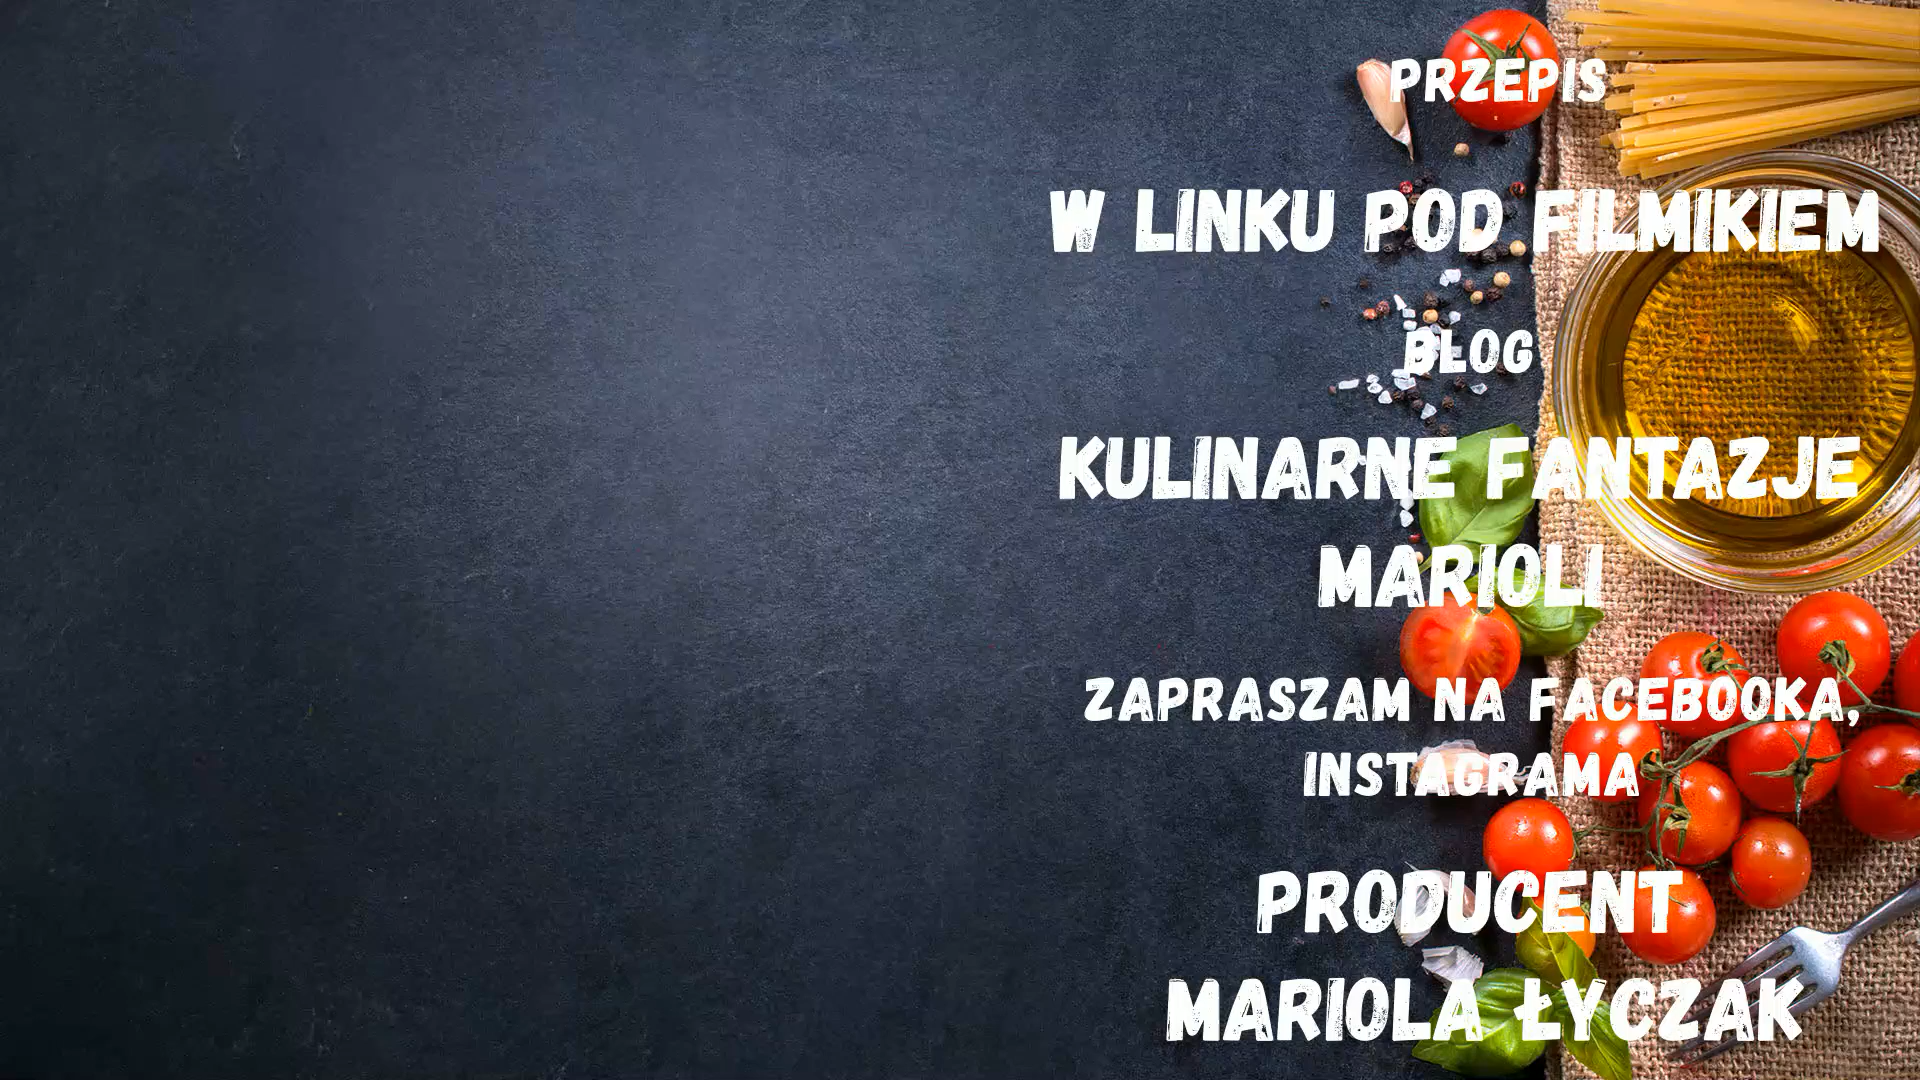 PRZEPIS
W LINKU POD FILMIKIEM
BLOG
KULINARNE FANTAZJE
MARIOLI
ZAPRASZAM NA FACEBOOKA,
INSTAGRAMA
PRODUCENT
MARIOLA ŁYCZAK